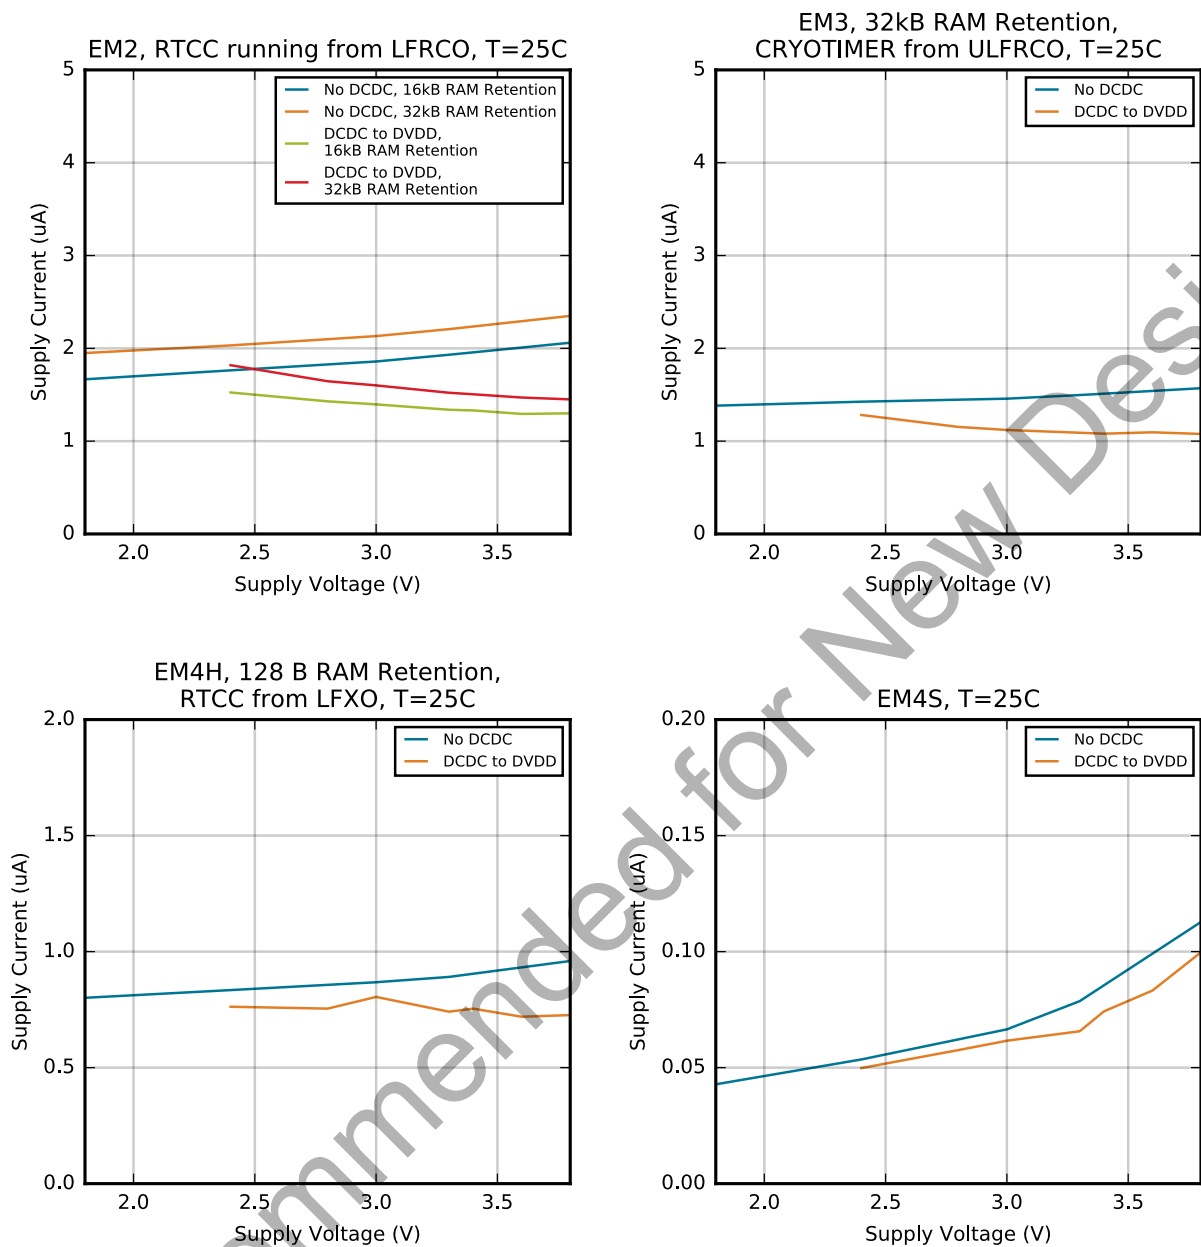 EM2, RTCC running from LFRCO, T=25C
5
4
3
2
1
0
Supply Current (uA)
No DCDC, 16kB RAM Retention
No DCDC, 32kB RAM Retention
DCDC to DVDD,
16kB RAM Retention
DCDC to DVDD,
32kB RAM Retention
2.0 2.5 3.0 3.5
Supply Voltage (V)
EM3, 32kB RAM Retention,
CRYOTIMER from ULFRCO, T=25C
5
4
3
2
1
0
Supply Current (uA)
No DCDC
DCDC to DVDD
2.0 2.5 3.0 3.5
Supply Voltage (V)
EM4H, 128 B RAM Retention,
RTCC from LFXO, T=25C
2.0
1.5
1.0
0.5
0.0
Supply Current (uA)
No DCDC
DCDC to DVDD
2.0 2.5 3.0 3.5
Supply Voltage (V)
EM4S, T=25C
0.20
0.15
0.10
0.05
0.00
Supply Current (uA)
No DCDC
DCDC to DVDD
2.0 2.5 3.0 3.5
Supply Voltage (V)
ommended for New Desi